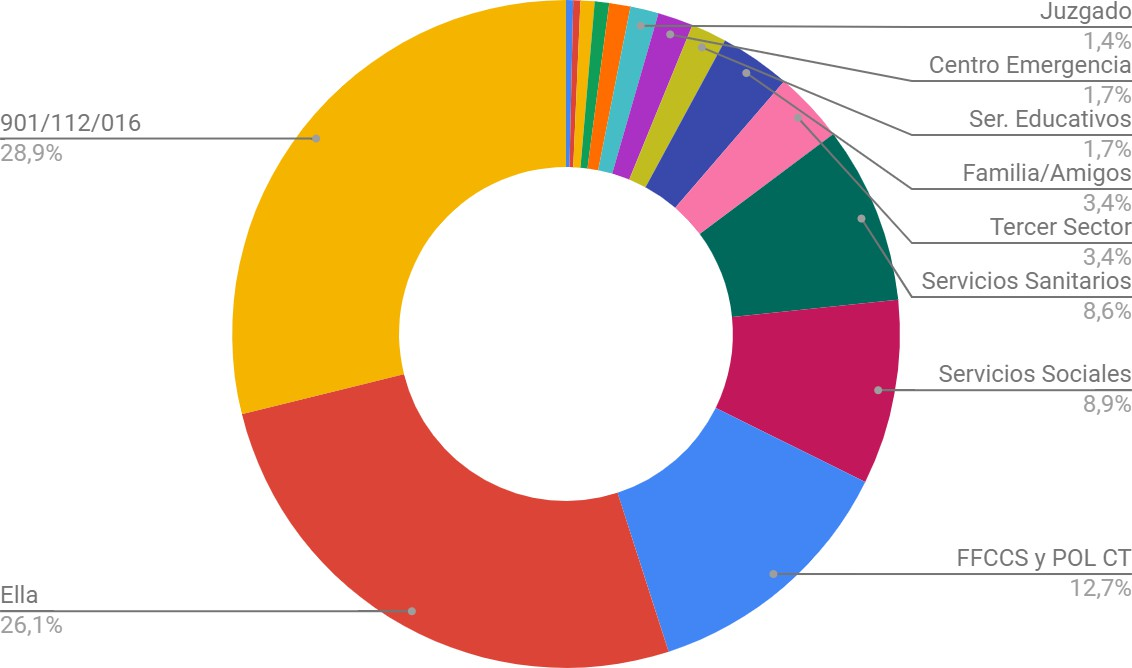 Juzgado
1,4%
Centro Emergencia
1,7%
Ser. Educativos
1,7%
Familia/Amigos
3,4%
Tercer Sector
3,4%
Servicios Sanitarios
8,6%
Servicios Sociales
8,9%
FFCCS y POL CT
12,7%
Ella
26,1%
901/112/016
28,9%